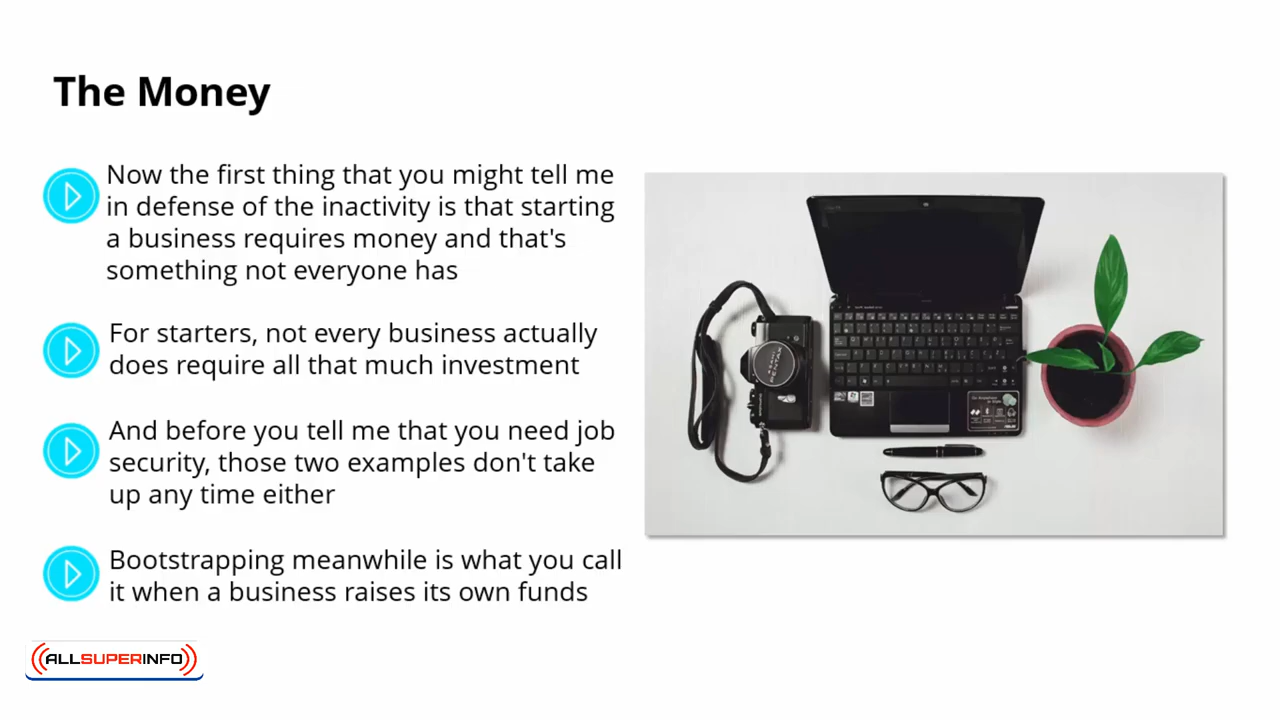 The Money
Now the first thing that you might tell me
in defense of the inactivity is that starting
a business requires money and that's
something not everyone has
For starters, not every business actually
does require all that much investment
And before you tell me that you need job
security, those two examples don't take
up any time either
Bootstrapping meanwhile is what you call
it when a business raises its own funds
ALLSUPERINFO
PENTAX